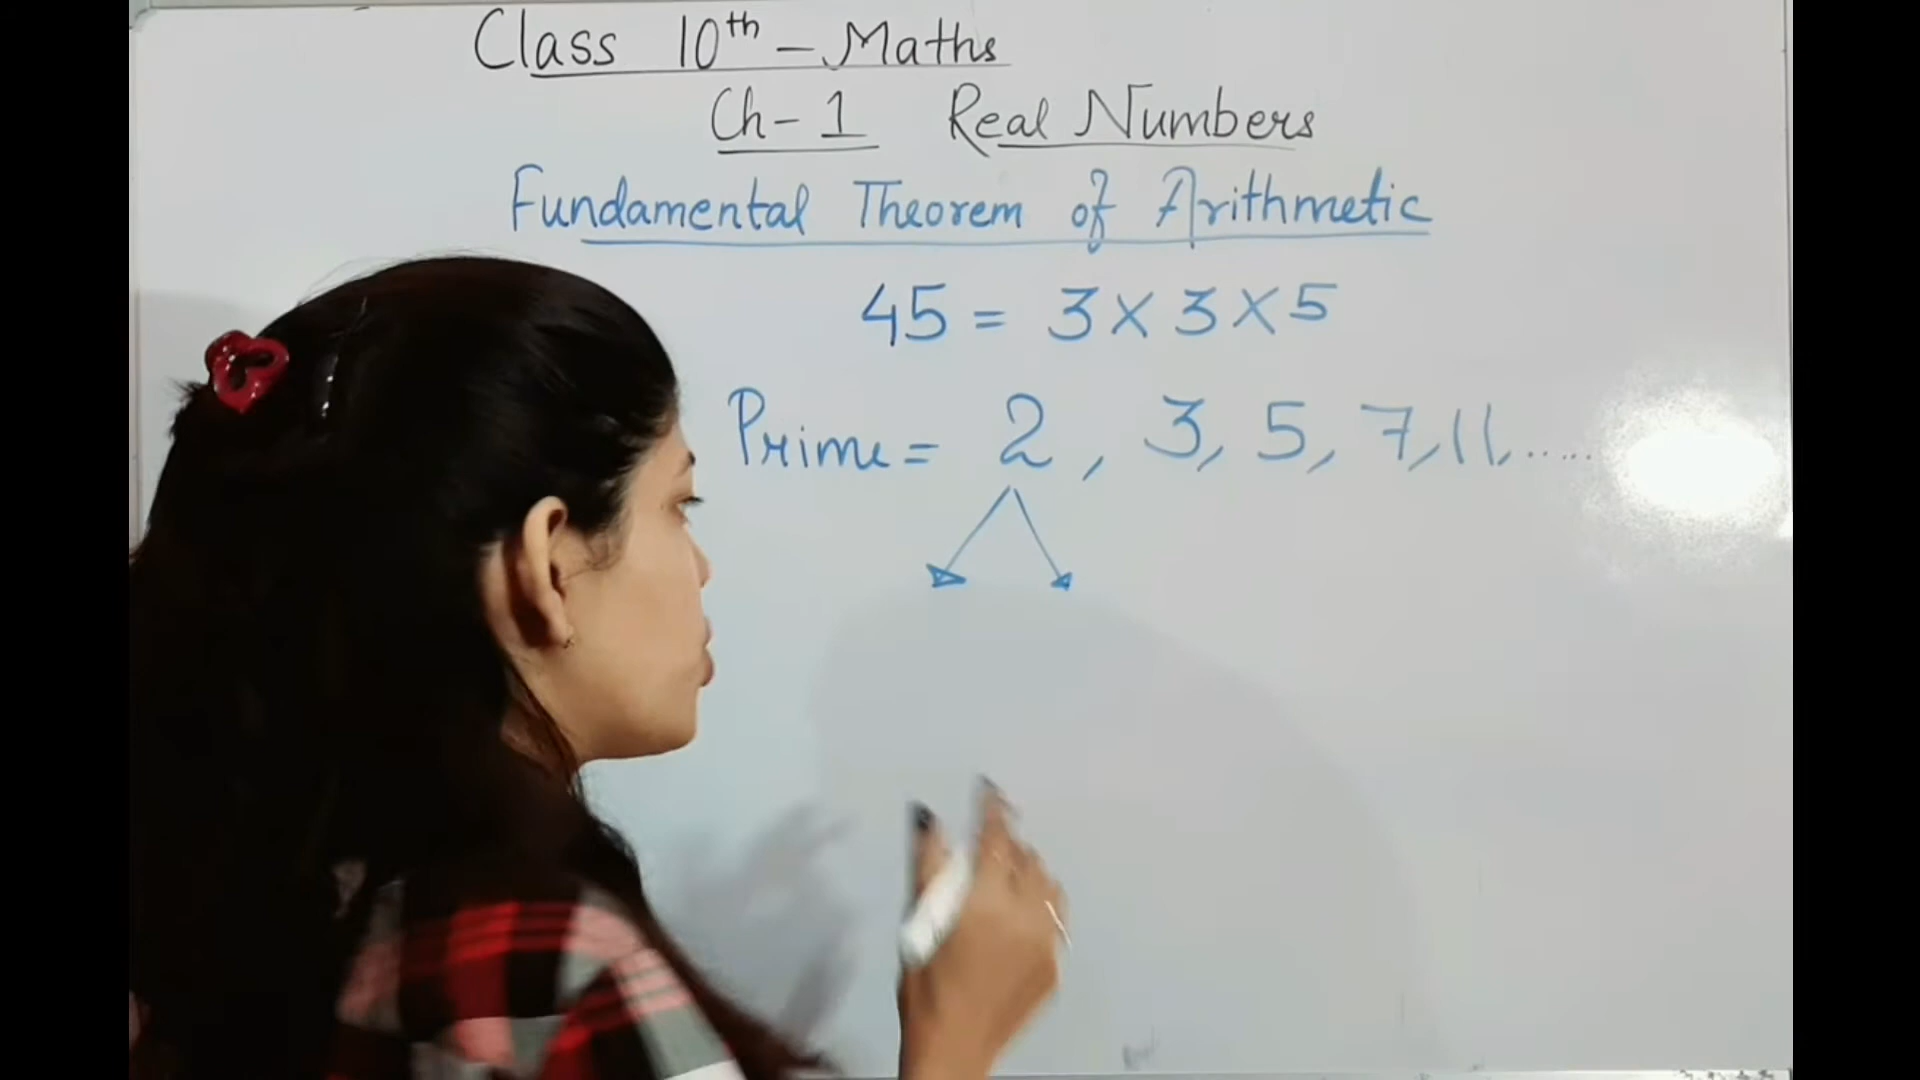 Class 10th - Maths
Ch- 1 Real Numbers
Fundamental Theorem of Arithmetic
45 = 3 × 3 × 5
Prime = 2 , 3, 5, 7, 11, .....